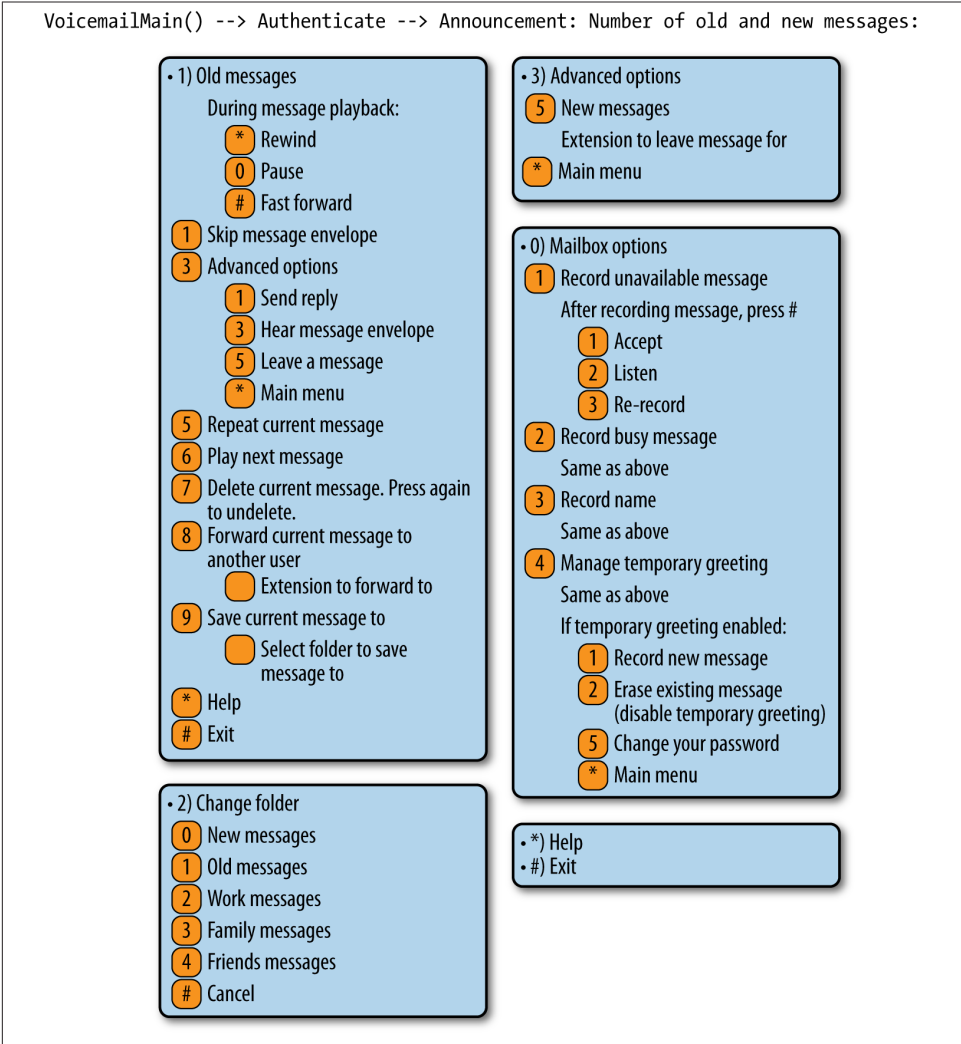 VoicemailMain() --> Authenticate --> Announcement: Number of old and new messages:
• 1) Old messages
During message playback:
* Rewind
0 Pause
# Fast forward
1 Skip message envelope
3 Advanced options
1 Send reply
3 Hear message envelope
5 Leave a message
* Main menu
5 Repeat current message
6 Play next message
7 Delete current message. Press again
to undelete.
8 Forward current message to
another user
Extension to forward to
9 Save current message to
Select folder to save
message to
* Help
# Exit
• 2) Change folder
0 New messages
1 Old messages
2 Work messages
3 Family messages
4 Friends messages
# Cancel
• 3) Advanced options
5 New messages
Extension to leave message for
* Main menu
• 0) Mailbox options
1 Record unavailable message
After recording message, press #
1 Accept
2 Listen
3 Re-record
2 Record busy message
Same as above
3 Record name
Same as above
4 Manage temporary greeting
Same as above
If temporary greeting enabled:
1 Record new message
2 Erase existing message
(disable temporary greeting)
5 Change your password
* Main menu
• *) Help
• #) Exit